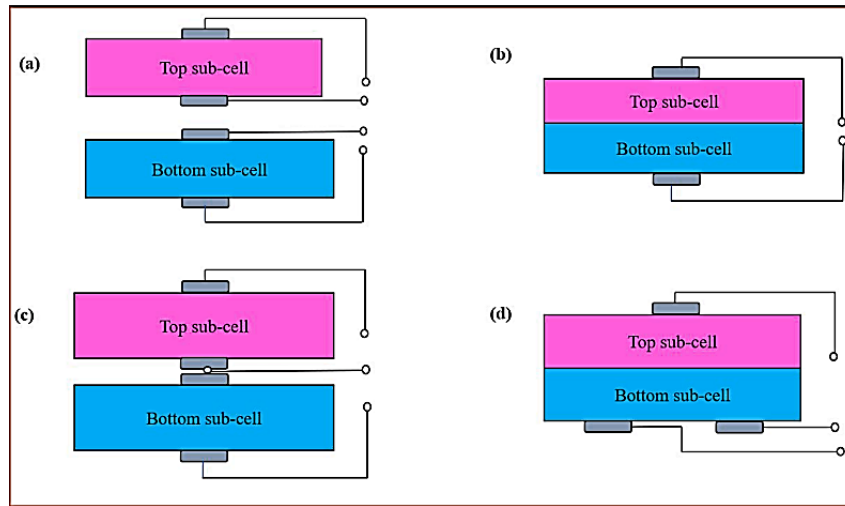 (a)
Top sub-cell
Bottom sub-cell
(b)
Top sub-cell
Bottom sub-cell
(c)
Top sub-cell
Bottom sub-cell
(d)
Top sub-cell
Bottom sub-cell